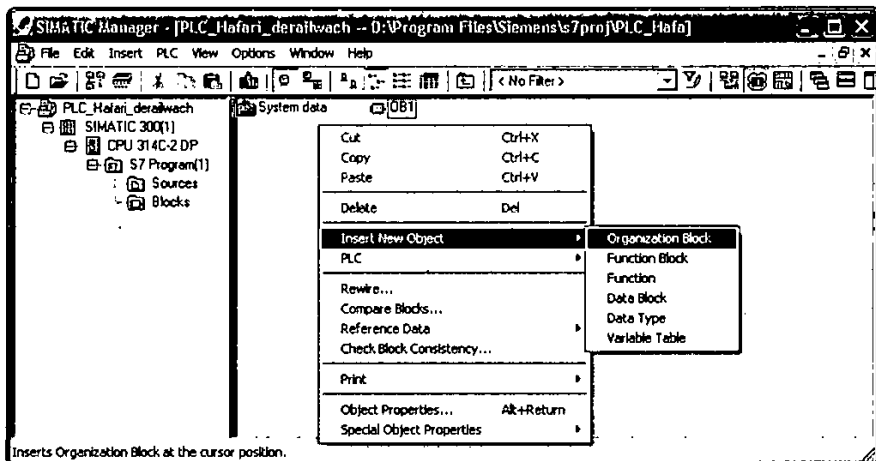 SIMATIC Manager - [PLC_Hafari_derailwach -- D:\Program Files\Siemens\s7proj\PLC_Hafa]
File Edit Insert PLC View Options Window Help
< No Filter >
PLC_Hafari_derailwach
SIMATIC 300(1)
CPU 314C-2 DP
S7 Program(1)
Sources
Blocks
System data OB1
Cut Ctrl+X
Copy Ctrl+C
Paste Ctrl+V
Delete Del
Insert New Object
PLC
Rewire...
Compare Blocks...
Reference Data
Check Block Consistency...
Print
Object Properties... Alt+Return
Special Object Properties
Organization Block
Function Block
Function
Data Block
Data Type
Variable Table
Inserts Organization Block at the cursor position.